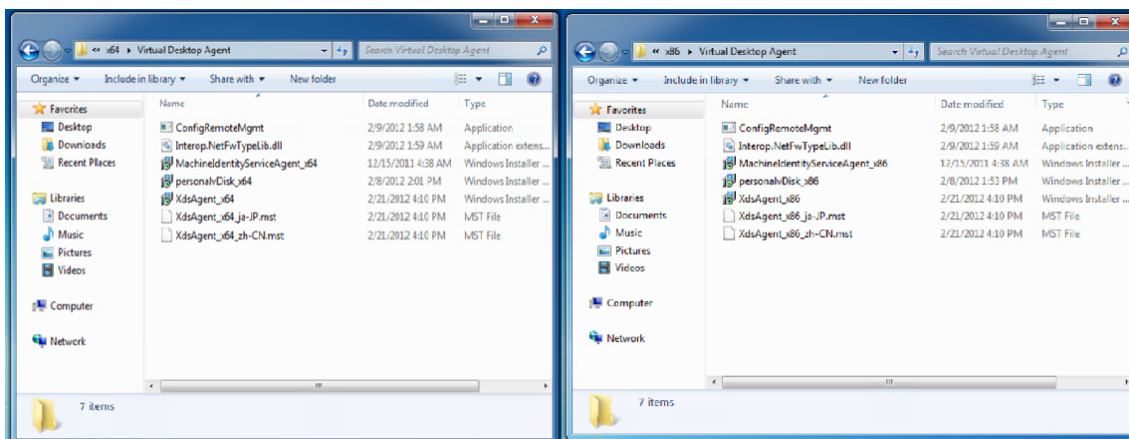 « x64 ▸ Virtual Desktop Agent
Search Virtual Desktop Agent
Organize
Include in library
Share with
New folder
Favorites
Desktop
Downloads
Recent Places
Libraries
Documents
Music
Pictures
Videos
Computer
Network
Name Date modified Type
ConfigRemoteMgmt 2/9/2012 1:58 AM Application
Interop.NetFwTypeLib.dll 2/9/2012 1:59 AM Application extens...
MachineIdentityServiceAgent_x64 12/15/2011 4:38 AM Windows Installer ...
personalvDisk_x64 2/8/2012 2:01 PM Windows Installer ...
XdsAgent_x64 2/21/2012 4:10 PM Windows Installer ...
XdsAgent_x64_ja-JP.mst 2/21/2012 4:10 PM MST File
XdsAgent_x64_zh-CN.mst 2/21/2012 4:10 PM MST File
7 items
« x86 ▸ Virtual Desktop Agent
Search Virtual Desktop Agent
Organize
Include in library
Share with
New folder
Favorites
Desktop
Downloads
Recent Places
Libraries
Documents
Music
Pictures
Videos
Computer
Network
Name Date modified Type
ConfigRemoteMgmt 2/9/2012 1:58 AM Application
Interop.NetFwTypeLib.dll 2/9/2012 1:59 AM Application extens...
MachineIdentityServiceAgent_x86 12/15/2011 4:38 AM Windows Installer ...
personalvDisk_x86 2/8/2012 1:53 PM Windows Installer ...
XdsAgent_x86 2/21/2012 4:10 PM Windows Installer ...
XdsAgent_x86_ja-JP.mst 2/21/2012 4:10 PM MST File
XdsAgent_x86_zh-CN.mst 2/21/2012 4:10 PM MST File
7 items